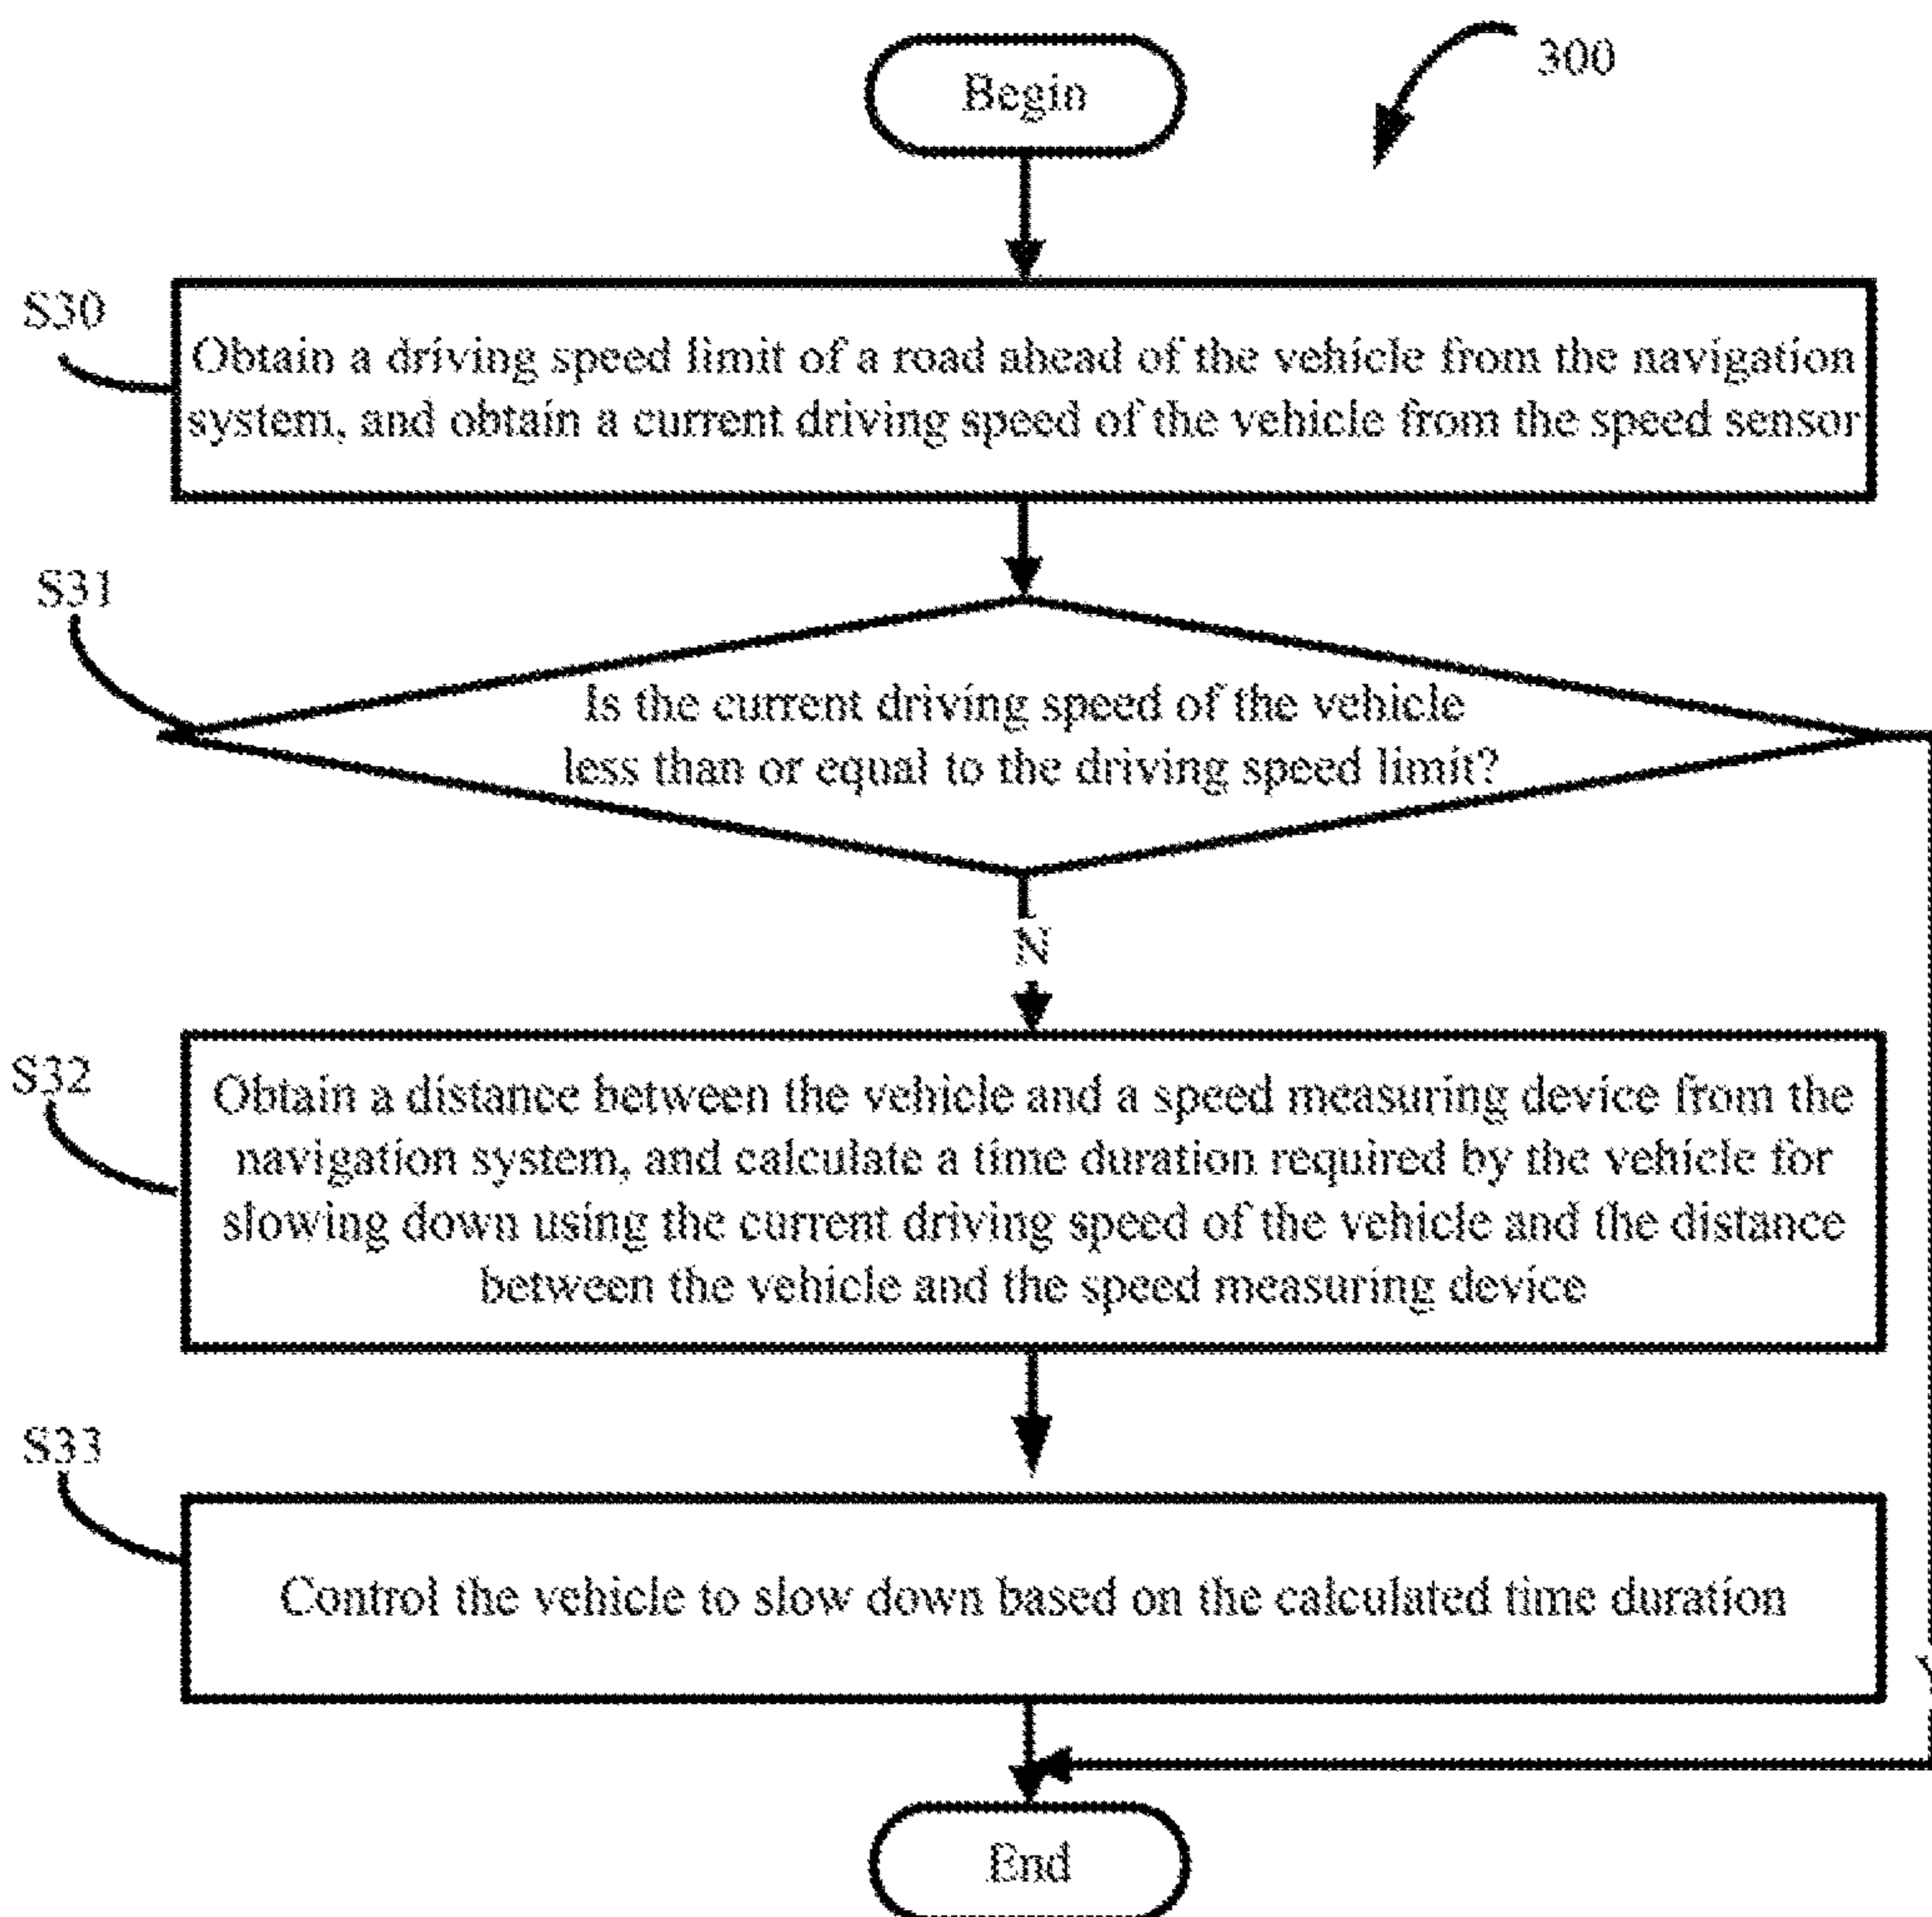 Begin
300
S30
Obtain a driving speed limit of a road ahead of the vehicle from the navigation
system, and obtain a current driving speed of the vehicle from the speed sensor
S31
Is the current driving speed of the vehicle
less than or equal to the driving speed limit?
N
S32
Obtain a distance between the vehicle and a speed measuring device from the
navigation system, and calculate a time duration required by the vehicle for
slowing down using the current driving speed of the vehicle and the distance
between the vehicle and the speed measuring device
S33
Control the vehicle to slow down based on the calculated time duration
End